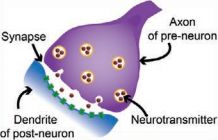 Axon
of pre-neuron
Synapse
Dendrite
of post-neuron
Neurotransmitter